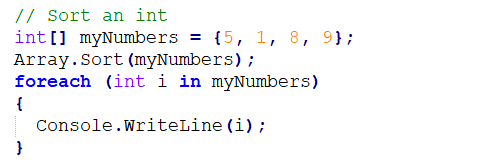 // Sort an int
int[] myNumbers = {5, 1, 8, 9};
Array.Sort(myNumbers);
foreach (int i in myNumbers)
{
  Console.WriteLine(i);
}